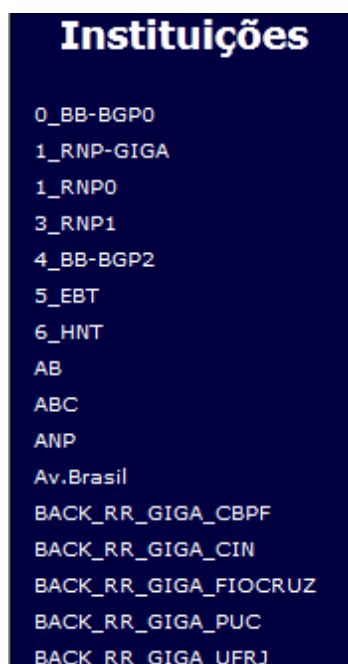 Instituições
0_BB-BGP0
1_RNP-GIGA
1_RNP0
3_RNP1
4_BB-BGP2
5_EBT
6_HNT
AB
ABC
ANP
Av.Brasil
BACK_RR_GIGA_CBPF
BACK_RR_GIGA_CIN
BACK_RR_GIGA_FIOCRUZ
BACK_RR_GIGA_PUC
BACK_RR_GIGA_UFRJ